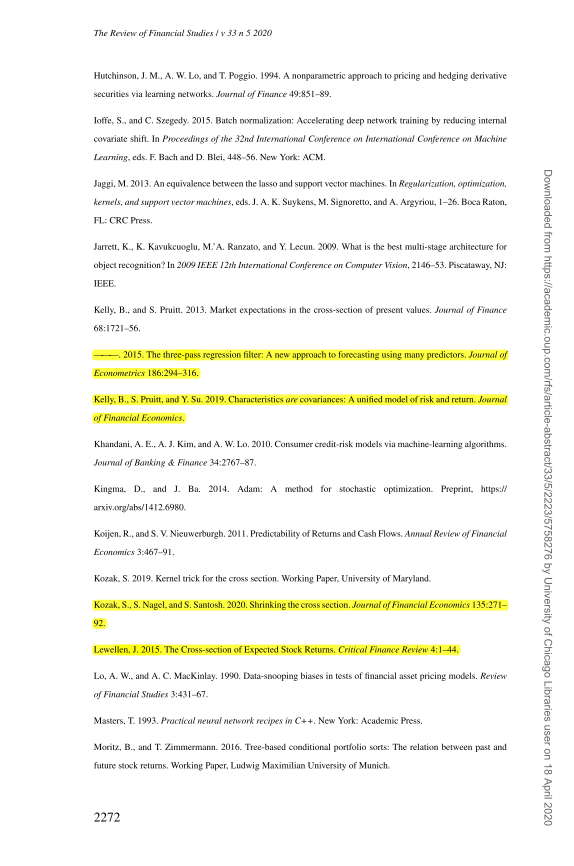 The Review of Financial Studies / v 33 n 5 2020
Hutchinson, J. M., A. W. Lo, and T. Poggio. 1994. A nonparametric approach to pricing and hedging derivative
securities via learning networks. Journal of Finance 49:851–89.
Ioffe, S., and C. Szegedy. 2015. Batch normalization: Accelerating deep network training by reducing internal
covariate shift. In Proceedings of the 32nd International Conference on International Conference on Machine
Learning, eds. F. Bach and D. Blei, 448–56. New York: ACM.
Jaggi, M. 2013. An equivalence between the lasso and support vector machines. In Regularization, optimization,
kernels, and support vector machines, eds. J. A. K. Suykens, M. Signoretto, and A. Argyriou, 1–26. Boca Raton,
FL: CRC Press.
Jarrett, K., K. Kavukcuoglu, M.'A. Ranzato, and Y. Lecun. 2009. What is the best multi-stage architecture for
object recognition? In 2009 IEEE 12th International Conference on Computer Vision, 2146–53. Piscataway, NJ:
IEEE.
Kelly, B., and S. Pruitt. 2013. Market expectations in the cross-section of present values. Journal of Finance
68:1721–56.
———. 2015. The three-pass regression filter: A new approach to forecasting using many predictors. Journal of
Econometrics 186:294–316.
Kelly, B., S. Pruitt, and Y. Su. 2019. Characteristics are covariances: A unified model of risk and return. Journal
of Financial Economics.
Khandani, A. E., A. J. Kim, and A. W. Lo. 2010. Consumer credit-risk models via machine-learning algorithms.
Journal of Banking & Finance 34:2767–87.
Kingma, D., and J. Ba. 2014. Adam: A method for stochastic optimization. Preprint, https://
arxiv.org/abs/1412.6980.
Koijen, R., and S. V. Nieuwerburgh. 2011. Predictability of Returns and Cash Flows. Annual Review of Financial
Economics 3:467–91.
Kozak, S. 2019. Kernel trick for the cross section. Working Paper, University of Maryland.
Kozak, S., S. Nagel, and S. Santosh. 2020. Shrinking the cross section. Journal of Financial Economics 135:271–
92.
Lewellen, J. 2015. The Cross-section of Expected Stock Returns. Critical Finance Review 4:1–44.
Lo, A. W., and A. C. MacKinlay. 1990. Data-snooping biases in tests of financial asset pricing models. Review
of Financial Studies 3:431–67.
Masters, T. 1993. Practical neural network recipes in C++. New York: Academic Press.
Moritz, B., and T. Zimmermann. 2016. Tree-based conditional portfolio sorts: The relation between past and
future stock returns. Working Paper, Ludwig Maximilian University of Munich.
2272
Downloaded from https://academic.oup.com/rfs/article-abstract/33/5/2223/5758276 by University of Chicago Libraries user on 18 April 2020